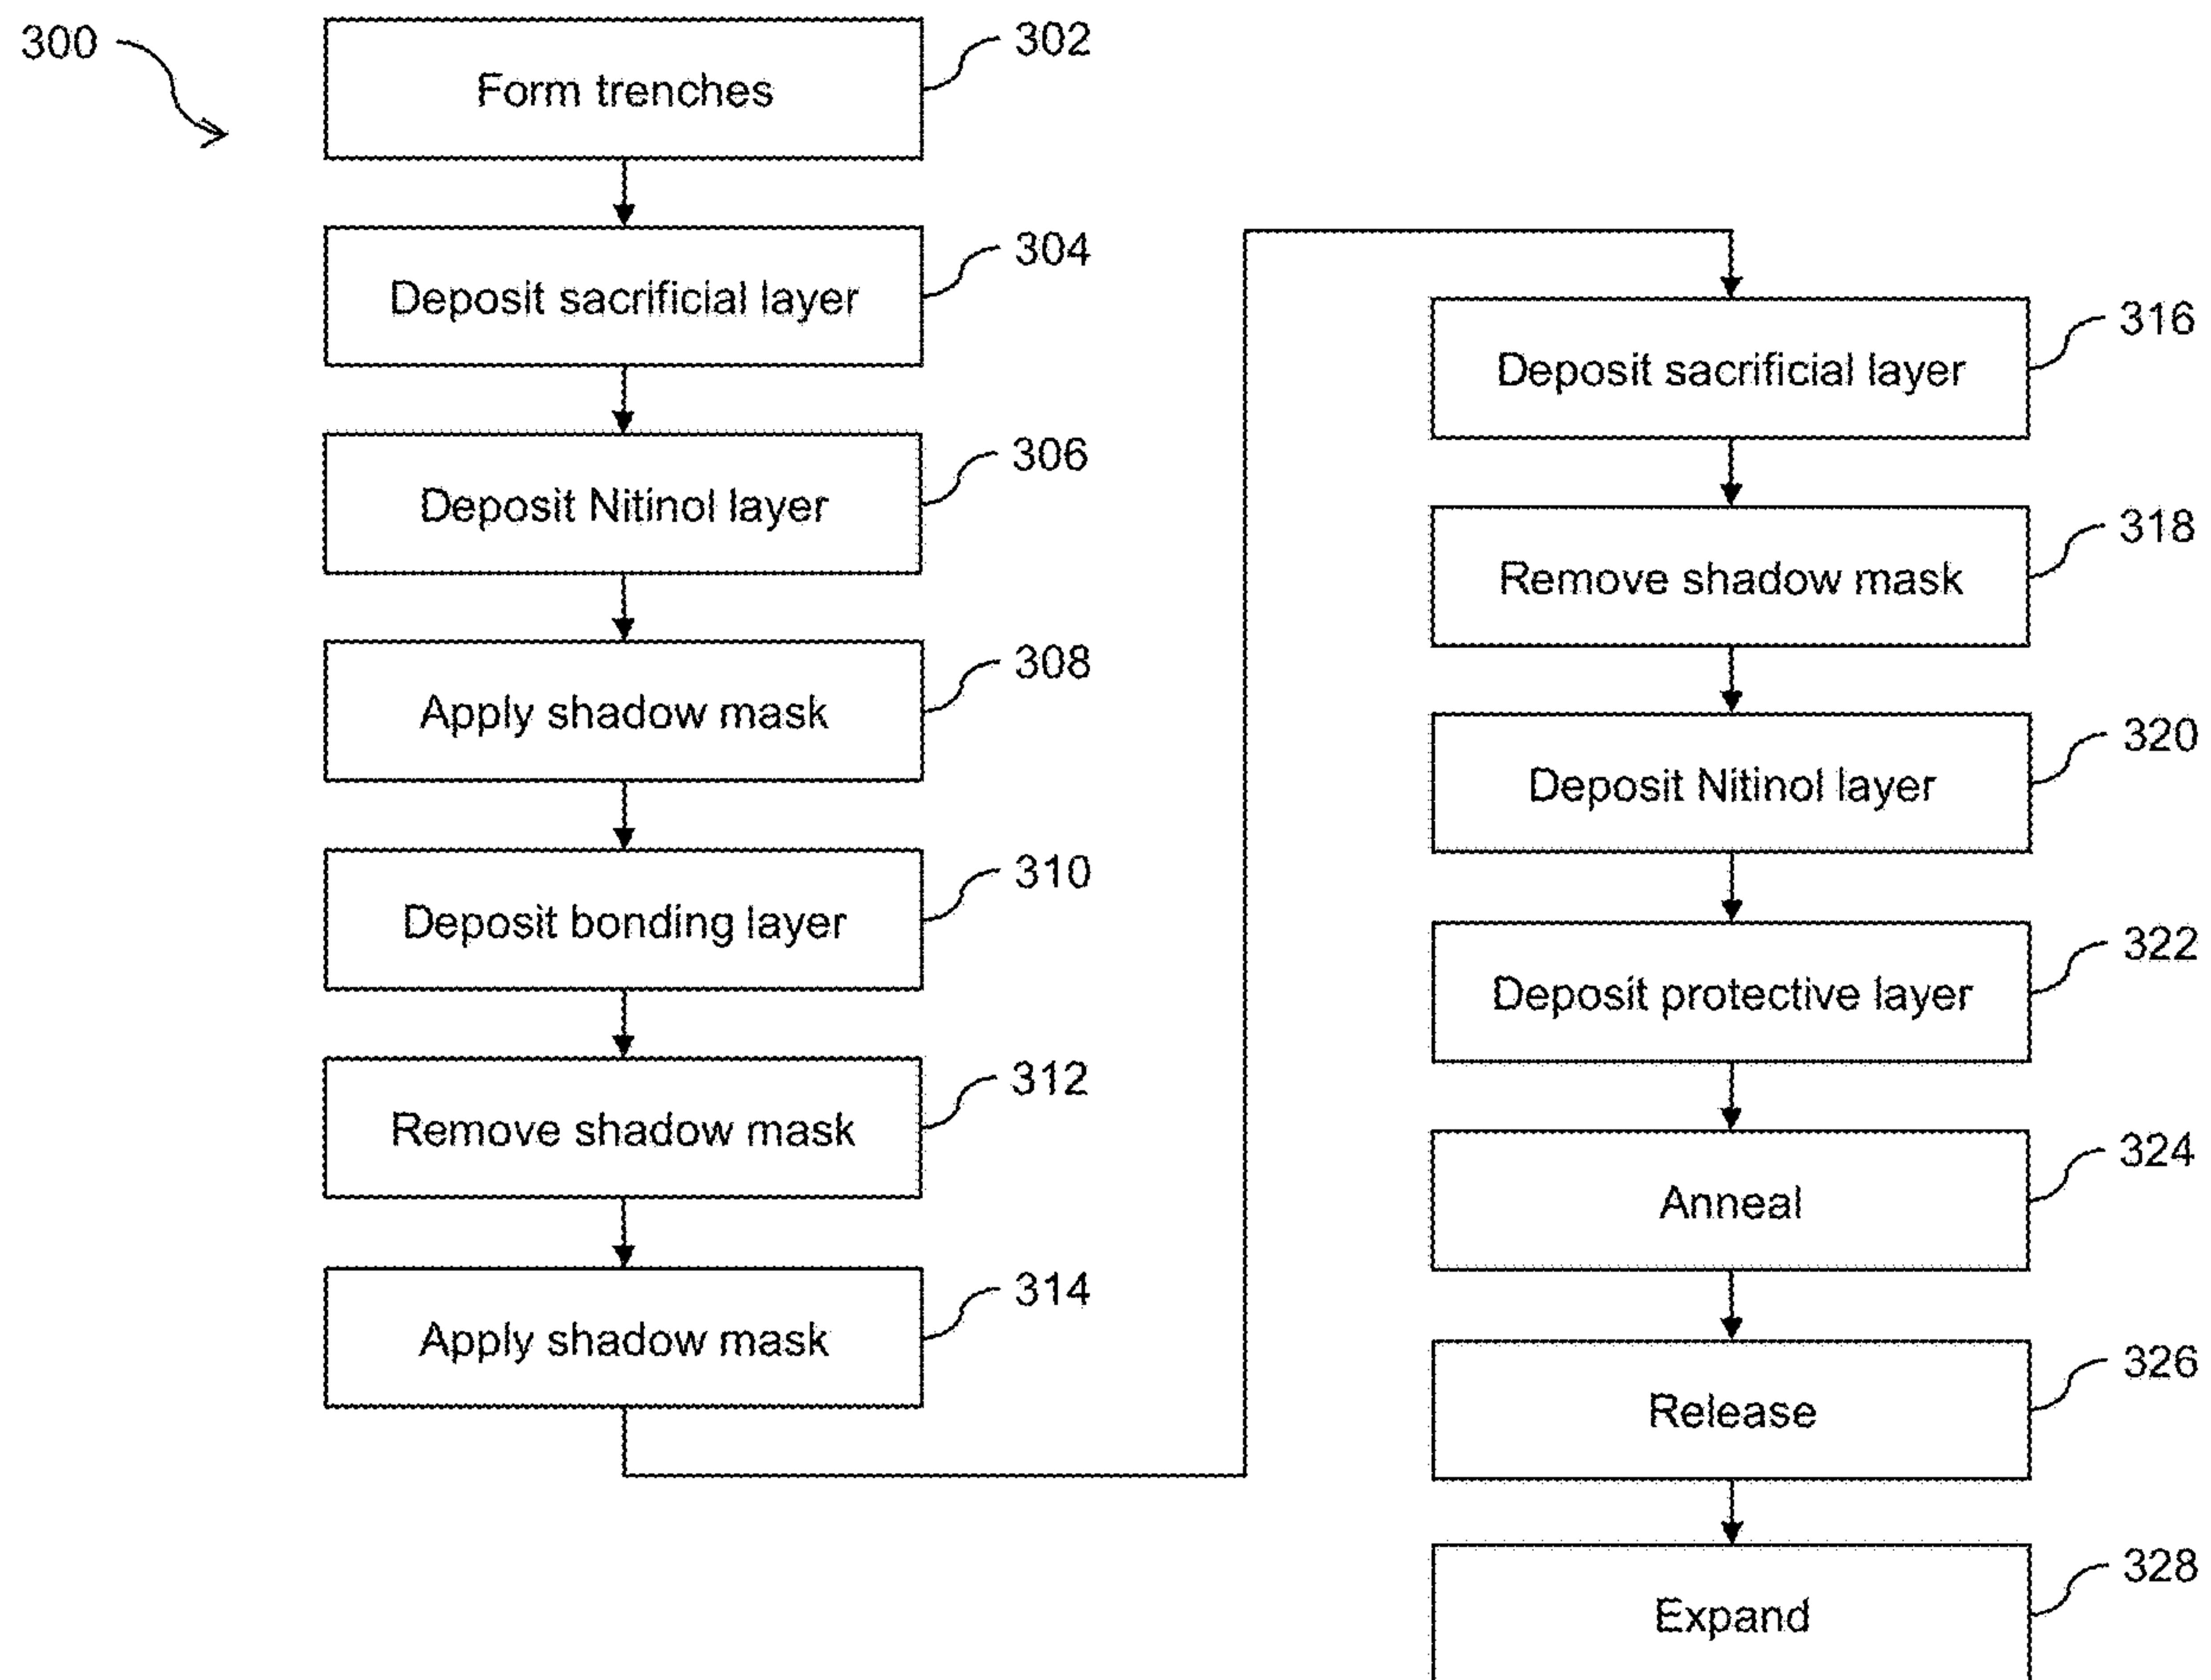 300
Form trenches
302
Deposit sacrificial layer
304
Deposit Nitinol layer
306
Apply shadow mask
308
Deposit bonding layer
310
Remove shadow mask
312
Apply shadow mask
314
Deposit sacrificial layer
316
Remove shadow mask
318
Deposit Nitinol layer
320
Deposit protective layer
322
Anneal
324
Release
326
Expand
328